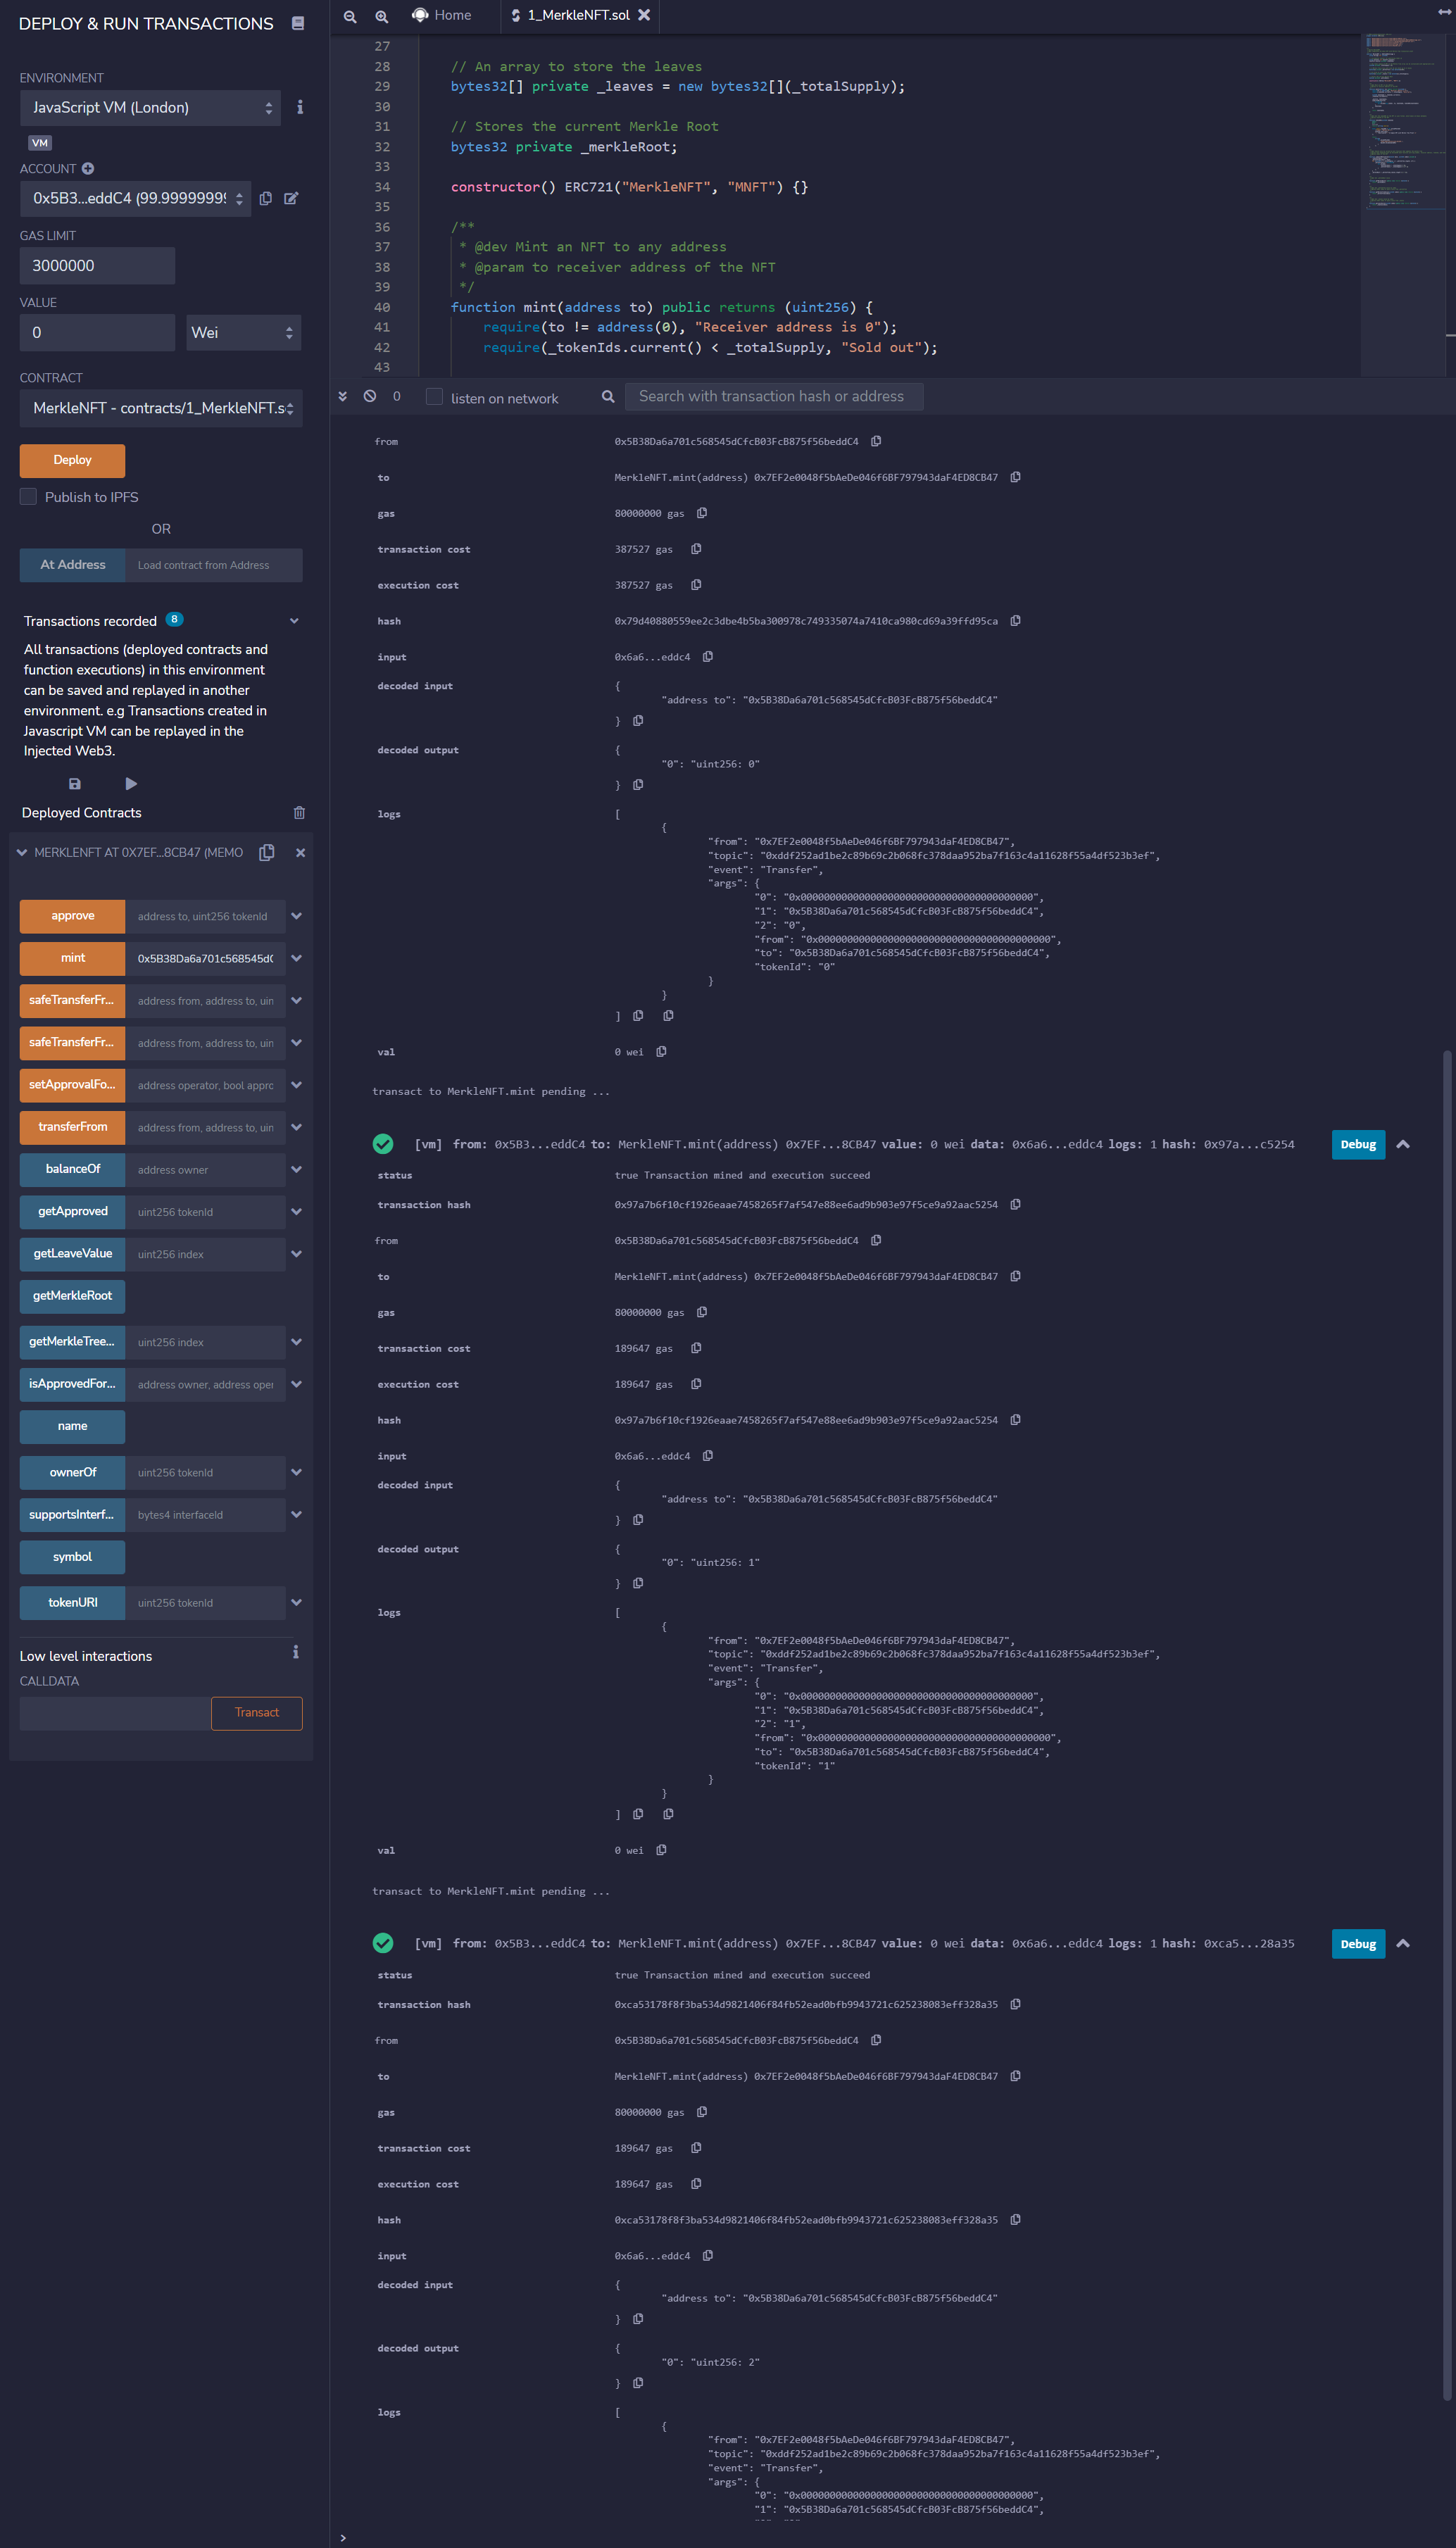 DEPLOY & RUN TRANSACTIONS
ENVIRONMENT
JavaScript VM (London)
VM
ACCOUNT
0x5B3...eddC4 (99.9999999
GAS LIMIT
3000000
VALUE
0
Wei
CONTRACT
MerkleNFT - contracts/1_MerkleNFT.s
Deploy
Publish to IPFS
OR
At Address
Load contract from Address
Transactions recorded 8
All transactions (deployed contracts and
function executions) in this environment
can be saved and replayed in another
environment. e.g Transactions created in
Javascript VM can be replayed in the
Injected Web3.
Deployed Contracts
MERKLENFT AT 0X7EF...8CB47 (MEMO
approve address to, uint256 tokenId
mint 0x5B38Da6a701c568545dC
safeTransferFr... address from, address to, uin
safeTransferFr... address from, address to, uin
setApprovalFo... address operator, bool appro
transferFrom address from, address to, uin
balanceOf address owner
getApproved uint256 tokenId
getLeaveValue uint256 index
getMerkleRoot
getMerkleTree... uint256 index
isApprovedFor... address owner, address oper
name
ownerOf uint256 tokenId
supportsInterf... bytes4 interfaceId
symbol
tokenURI uint256 tokenId
Low level interactions
CALLDATA
Transact
Home
1_MerkleNFT.sol
27
28 // An array to store the leaves
29 bytes32[] private _leaves = new bytes32[](_totalSupply);
30
31 // Stores the current Merkle Root
32 bytes32 private _merkleRoot;
33
34 constructor() ERC721("MerkleNFT", "MNFT") {}
35
36 /**
37 * @dev Mint an NFT to any address
38 * @param to receiver address of the NFT
39 */
40 function mint(address to) public returns (uint256) {
41 require(to != address(0), "Receiver address is 0");
42 require(_tokenIds.current() < _totalSupply, "Sold out");
43
0
listen on network
Search with transaction hash or address
from 0x5B38Da6a701c568545dCfcB03FcB875f56beddC4
to MerkleNFT.mint(address) 0x7EF2e0048f5bAeDe046f6BF797943daF4ED8CB47
gas 80000000 gas
transaction cost 387527 gas
execution cost 387527 gas
hash 0x79d40880559ee2c3dbe4b5ba300978c749335074a7410ca980cd69a39ffd95ca
input 0x6a6...eddc4
decoded input {
"address to": "0x5B38Da6a701c568545dCfcB03FcB875f56beddC4"
}
decoded output {
"0": "uint256: 0"
}
logs [
{
"from": "0x7EF2e0048f5bAeDe046f6BF797943daF4ED8CB47",
"topic": "0xddf252ad1be2c89b69c2b068fc378daa952ba7f163c4a11628f55a4df523b3ef",
"event": "Transfer",
"args": {
"0": "0x0000000000000000000000000000000000000000",
"1": "0x5B38Da6a701c568545dCfcB03FcB875f56beddC4",
"2": "0",
"from": "0x0000000000000000000000000000000000000000",
"to": "0x5B38Da6a701c568545dCfcB03FcB875f56beddC4",
"tokenId": "0"
}
}
]
val 0 wei
transact to MerkleNFT.mint pending ...
[vm] from: 0x5B3...eddC4 to: MerkleNFT.mint(address) 0x7EF...8CB47 value: 0 wei data: 0x6a6...eddc4 logs: 1 hash: 0x97a...c5254
Debug
status true Transaction mined and execution succeed
transaction hash 0x97a7b6f10cf1926eaae7458265f7af547e88ee6ad9b903e97f5ce9a92aac5254
from 0x5B38Da6a701c568545dCfcB03FcB875f56beddC4
to MerkleNFT.mint(address) 0x7EF2e0048f5bAeDe046f6BF797943daF4ED8CB47
gas 80000000 gas
transaction cost 189647 gas
execution cost 189647 gas
hash 0x97a7b6f10cf1926eaae7458265f7af547e88ee6ad9b903e97f5ce9a92aac5254
input 0x6a6...eddc4
decoded input {
"address to": "0x5B38Da6a701c568545dCfcB03FcB875f56beddC4"
}
decoded output {
"0": "uint256: 1"
}
logs [
{
"from": "0x7EF2e0048f5bAeDe046f6BF797943daF4ED8CB47",
"topic": "0xddf252ad1be2c89b69c2b068fc378daa952ba7f163c4a11628f55a4df523b3ef",
"event": "Transfer",
"args": {
"0": "0x0000000000000000000000000000000000000000",
"1": "0x5B38Da6a701c568545dCfcB03FcB875f56beddC4",
"2": "1",
"from": "0x0000000000000000000000000000000000000000",
"to": "0x5B38Da6a701c568545dCfcB03FcB875f56beddC4",
"tokenId": "1"
}
}
]
val 0 wei
transact to MerkleNFT.mint pending ...
[vm] from: 0x5B3...eddC4 to: MerkleNFT.mint(address) 0x7EF...8CB47 value: 0 wei data: 0x6a6...eddc4 logs: 1 hash: 0xca5...28a35
Debug
status true Transaction mined and execution succeed
transaction hash 0xca53178f8f3ba534d9821406f84fb52ead0bfb9943721c625238083eff328a35
from 0x5B38Da6a701c568545dCfcB03FcB875f56beddC4
to MerkleNFT.mint(address) 0x7EF2e0048f5bAeDe046f6BF797943daF4ED8CB47
gas 80000000 gas
transaction cost 189647 gas
execution cost 189647 gas
hash 0xca53178f8f3ba534d9821406f84fb52ead0bfb9943721c625238083eff328a35
input 0x6a6...eddc4
decoded input {
"address to": "0x5B38Da6a701c568545dCfcB03FcB875f56beddC4"
}
decoded output {
"0": "uint256: 2"
}
logs [
{
"from": "0x7EF2e0048f5bAeDe046f6BF797943daF4ED8CB47",
"topic": "0xddf252ad1be2c89b69c2b068fc378daa952ba7f163c4a11628f55a4df523b3ef",
"event": "Transfer",
"args": {
"0": "0x0000000000000000000000000000000000000000",
"1": "0x5B38Da6a701c568545dCfcB03FcB875f56beddC4",
>